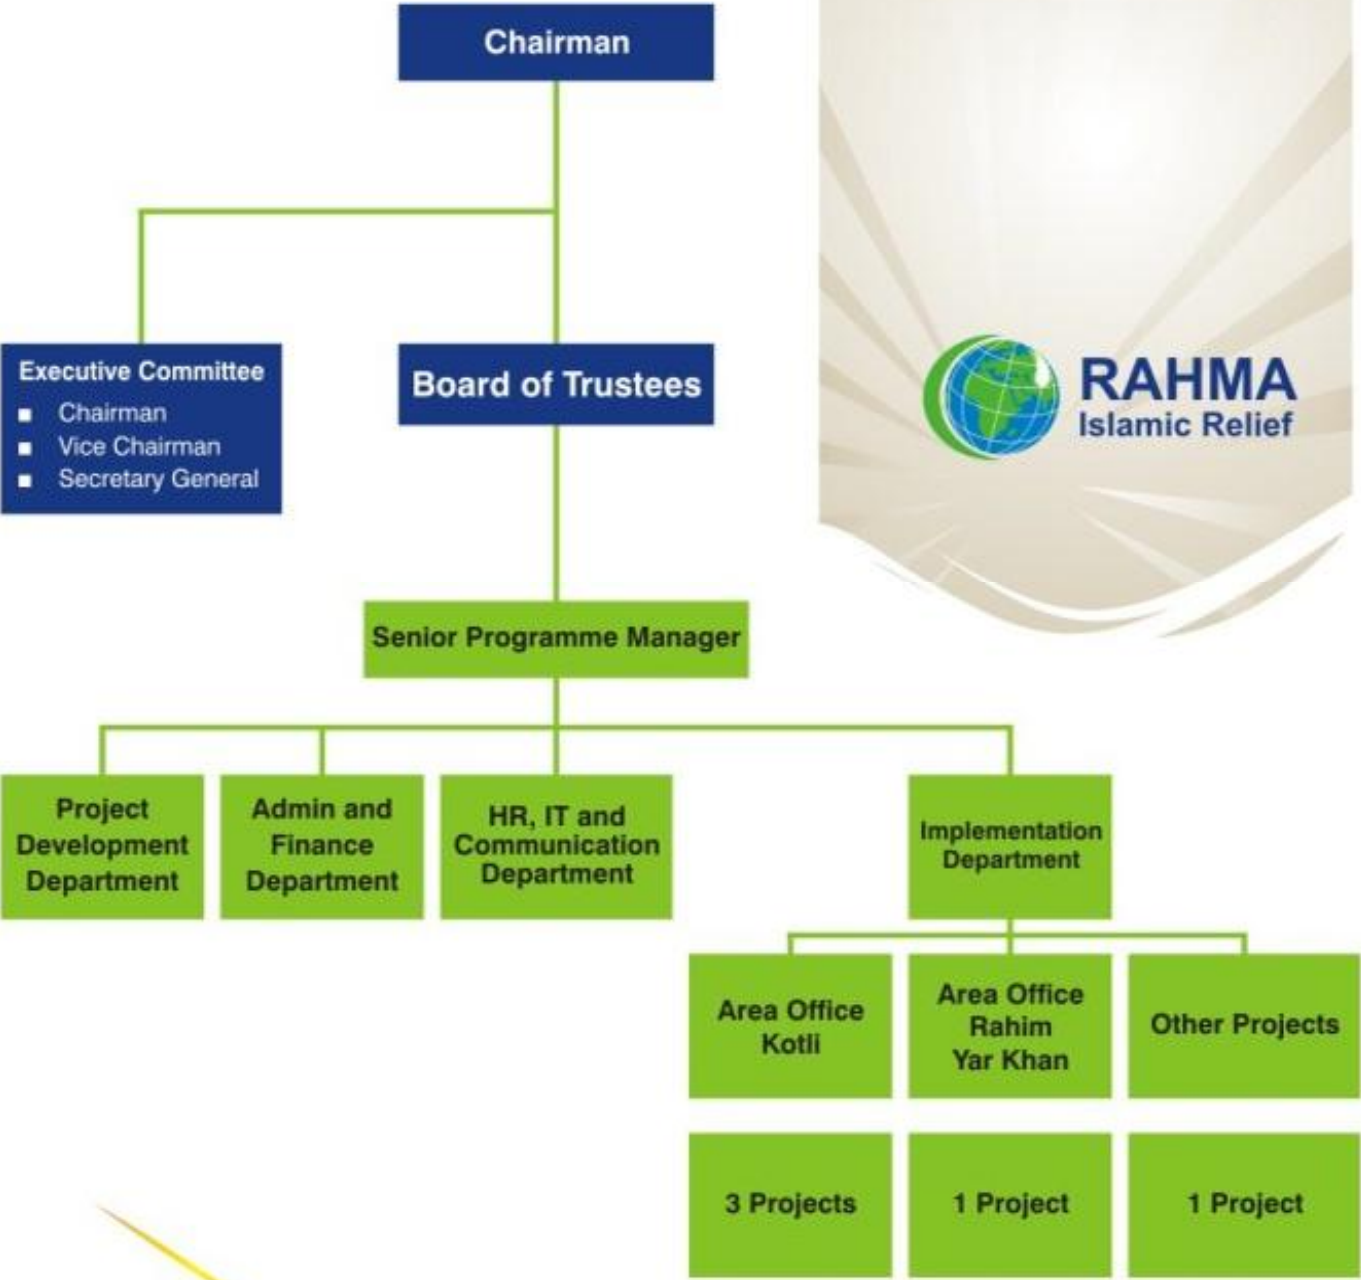 Chairman
RAHMA
Islamic Relief
Executive Committee
Chairman
Vice Chairman
Secretary General
Board of Trustees
Senior Programme Manager
Project
Development
Department
Admin and
Finance
Department
HR, IT and
Communication
Department
Implementation
Department
Area Office
Kotli
Area Office
Rahim
Yar Khan
Other Projects
3 Projects
1 Project
1 Project